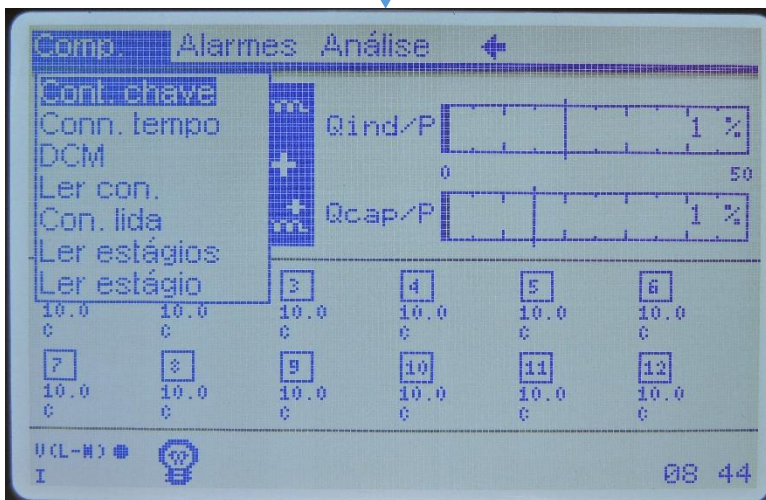 Comp. Alarmes Análise
Cont. chave
Conn. tempo
DCM
Ler con.
Con. lida
Ler estágios
Ler estágio
Qind/P 1 %
0 50
Qcap/P 1 %
3 4 5 6
10.0 10.0 10.0 10.0 10.0 10.0
C C C C C C
7 8 9 10 11 12
10.0 10.0 10.0 10.0 10.0 10.0
C C C C C C
I
08 44